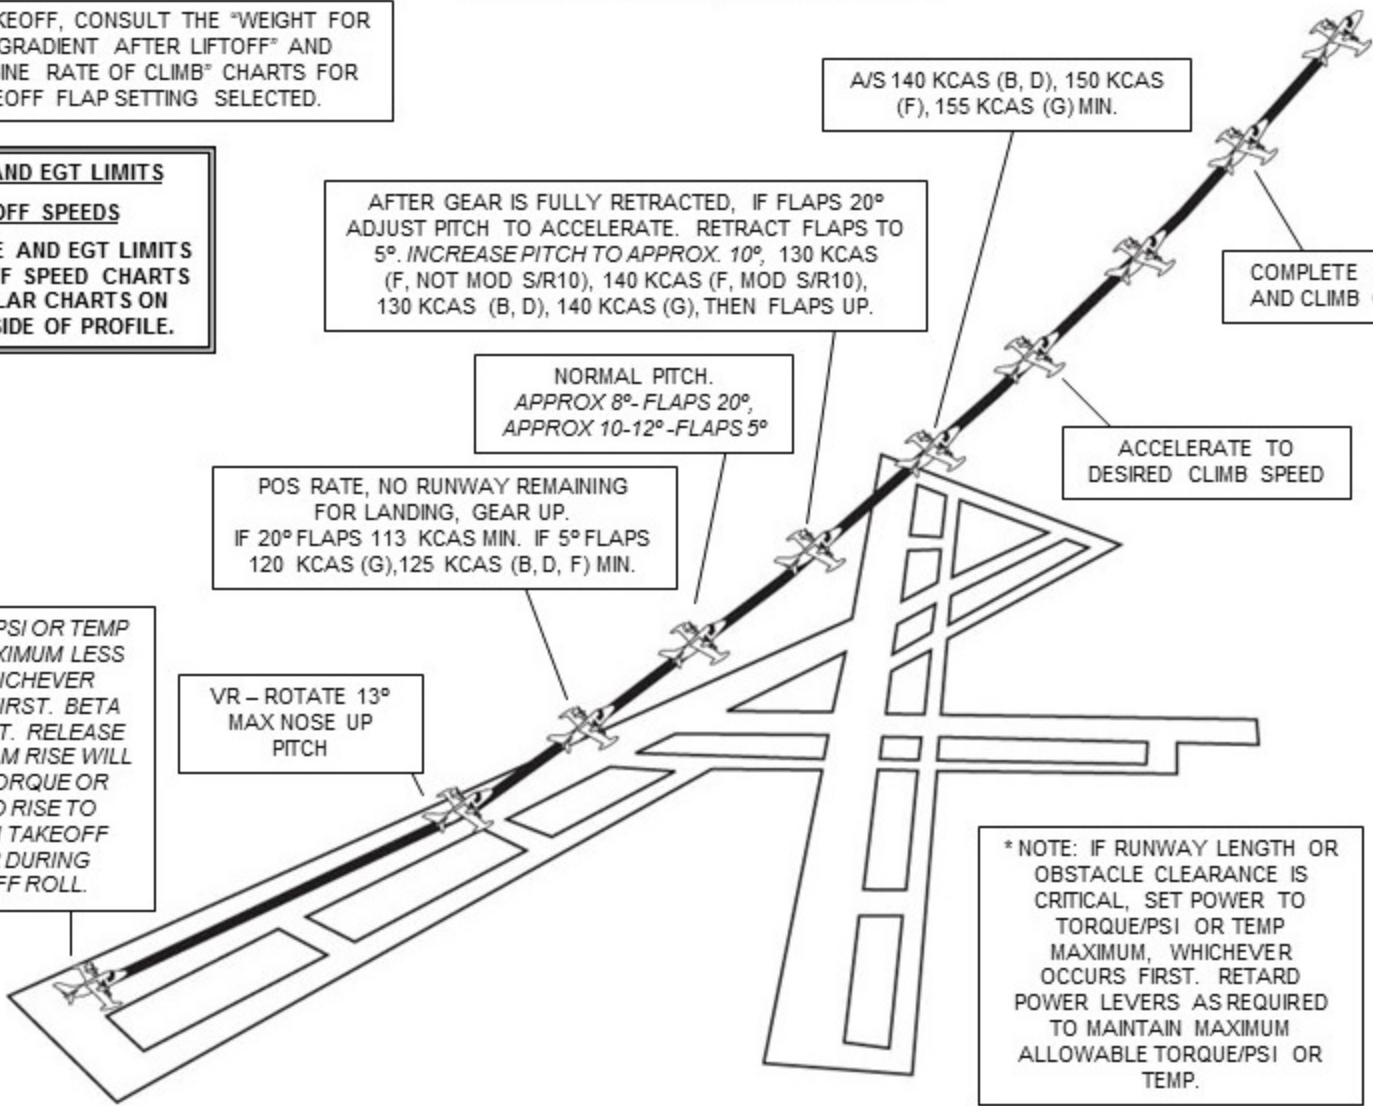 KEOFF, CONSULT THE "WEIGHT FOR
GRADIENT AFTER LIFTOFF" AND
INE RATE OF CLIMB" CHARTS FOR
EOFF FLAP SETTING SELECTED.
AND EGT LIMITS
OFF SPEEDS
E AND EGT LIMITS
F SPEED CHARTS
LAR CHARTS ON
SIDE OF PROFILE.
A/S 140 KCAS (B, D), 150 KCAS
(F), 155 KCAS (G) MIN.
AFTER GEAR IS FULLY RETRACTED, IF FLAPS 20º
ADJUST PITCH TO ACCELERATE. RETRACT FLAPS TO
5º. INCREASE PITCH TO APPROX. 10º, 130 KCAS
(F, NOT MOD S/R10), 140 KCAS (F, MOD S/R10),
130 KCAS (B, D), 140 KCAS (G), THEN FLAPS UP.
COMPLETE
AND CLIMB
NORMAL PITCH.
APPROX 8º- FLAPS 20º,
APPROX 10-12º -FLAPS 5º
ACCELERATE TO
DESIRED CLIMB SPEED
POS RATE, NO RUNWAY REMAINING
FOR LANDING, GEAR UP.
IF 20º FLAPS 113 KCAS MIN. IF 5º FLAPS
120 KCAS (G),125 KCAS (B, D, F) MIN.
PSI OR TEMP
XIMUM LESS
HICHEVER
IRST. BETA
T. RELEASE
AM RISE WILL
ORQUE OR
O RISE TO
TAKEOFF
DURING
FF ROLL.
VR – ROTATE 13º
MAX NOSE UP
PITCH
* NOTE: IF RUNWAY LENGTH OR
OBSTACLE CLEARANCE IS
CRITICAL, SET POWER TO
TORQUE/PSI OR TEMP
MAXIMUM, WHICHEVER
OCCURS FIRST. RETARD
POWER LEVERS AS REQUIRED
TO MAINTAIN MAXIMUM
ALLOWABLE TORQUE/PSI OR
TEMP.